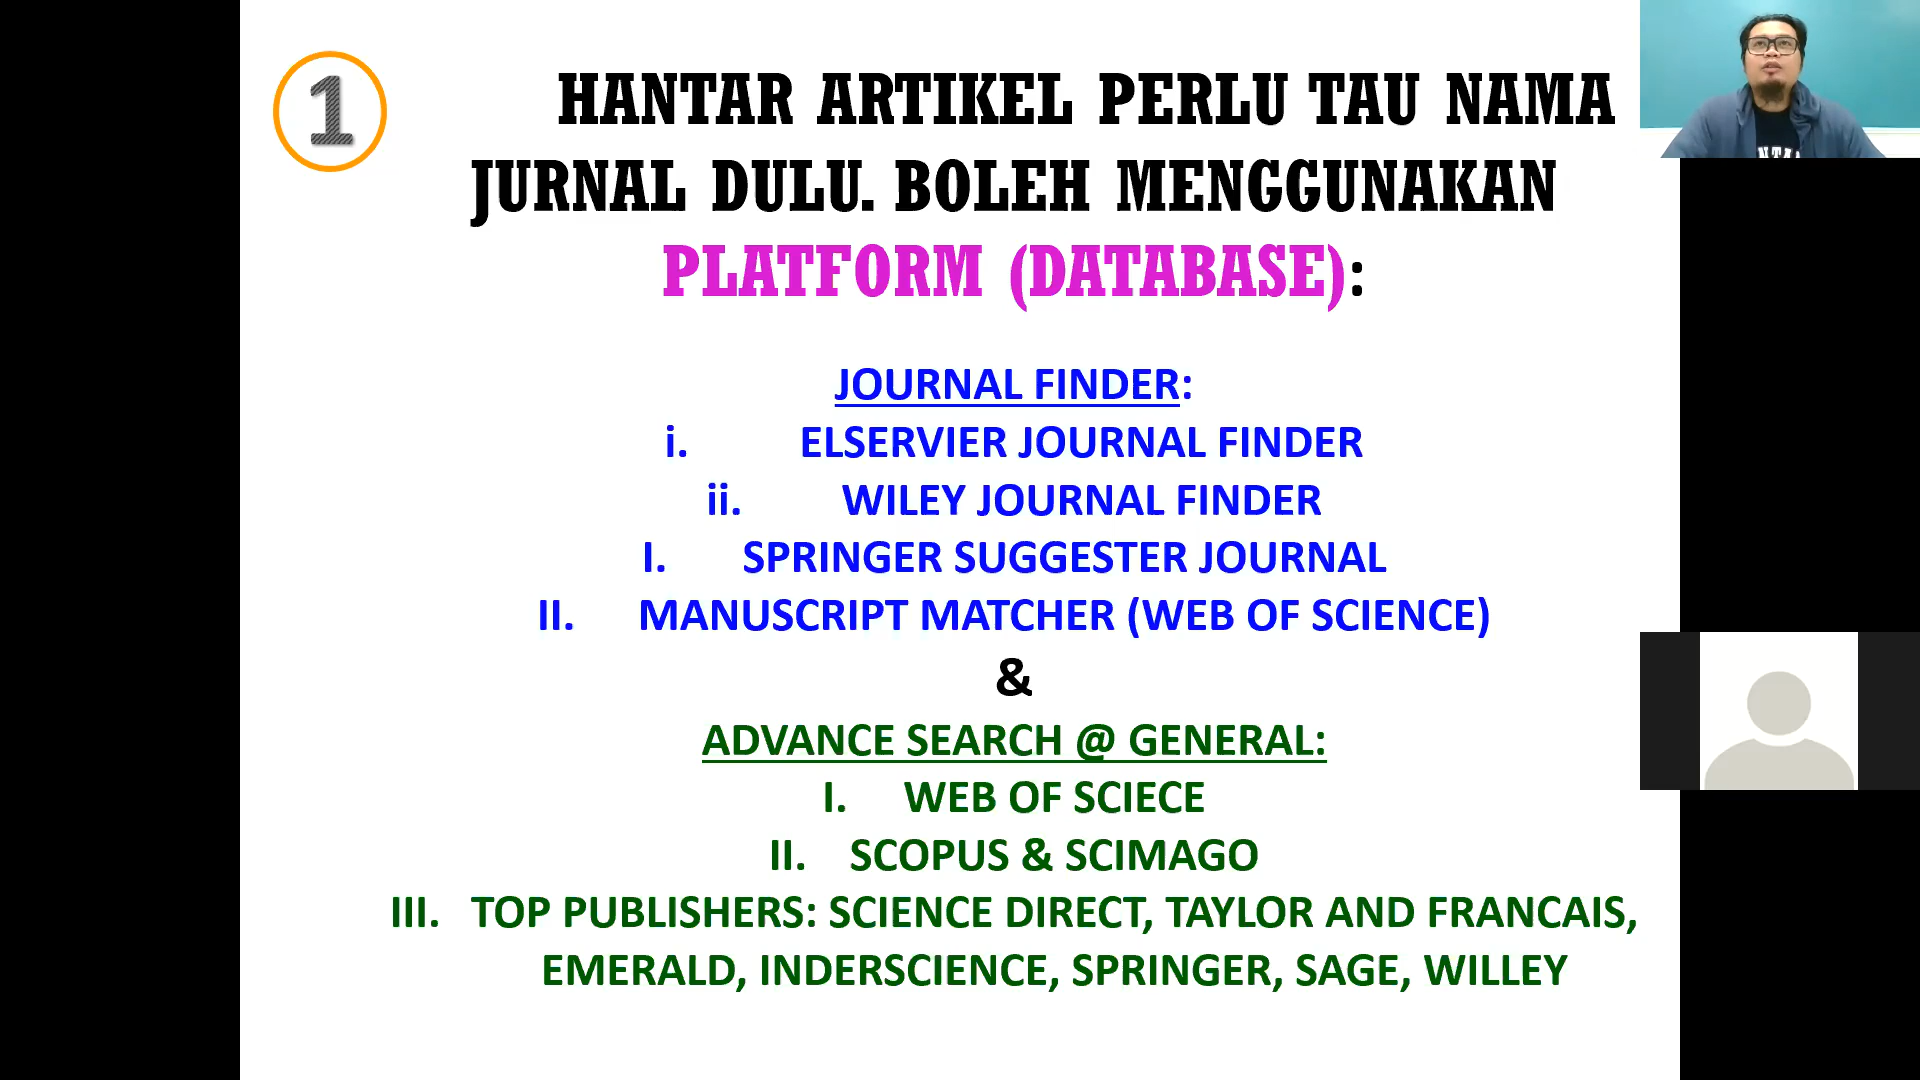 1
HANTAR ARTIKEL PERLU TAU NAMA
JURNAL DULU. BOLEH MENGGUNAKAN
PLATFORM (DATABASE):
JOURNAL FINDER:
i. ELSERVIER JOURNAL FINDER
ii. WILEY JOURNAL FINDER
I. SPRINGER SUGGESTER JOURNAL
II. MANUSCRIPT MATCHER (WEB OF SCIENCE)
&
ADVANCE SEARCH @ GENERAL:
I. WEB OF SCIECE
II. SCOPUS & SCIMAGO
III. TOP PUBLISHERS: SCIENCE DIRECT, TAYLOR AND FRANCAIS,
EMERALD, INDERSCIENCE, SPRINGER, SAGE, WILLEY